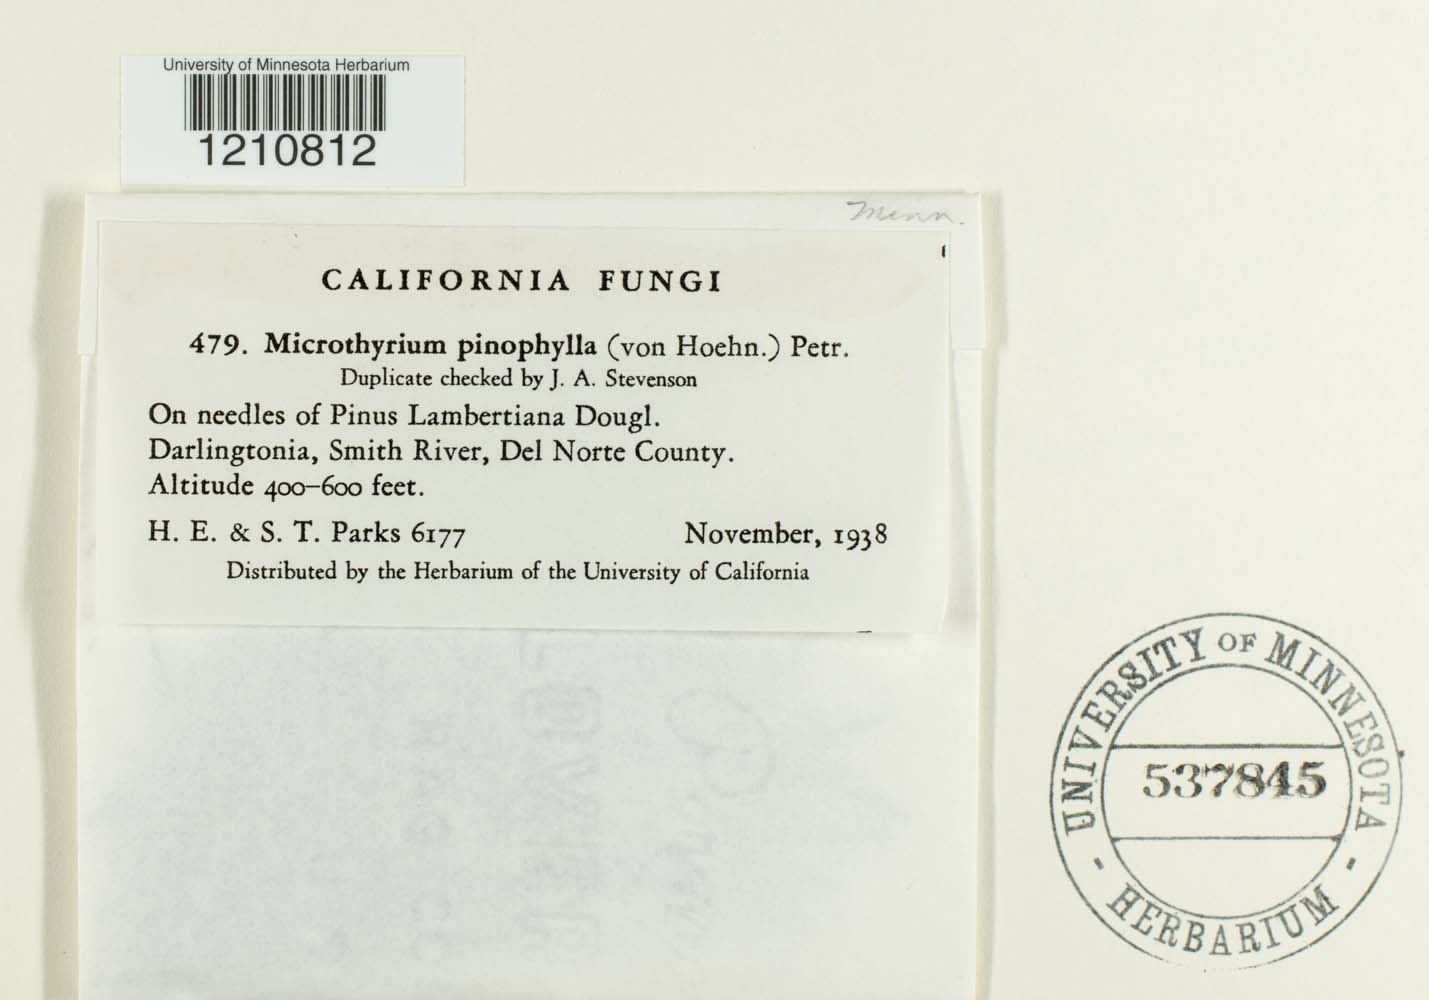 University of Minnesota Herbarium
1210812
Minn.
CALIFORNIA FUNGI
479. Microthyrium pinophylla (von Hoehn.) Petr.
Duplicate checked by J. A. Stevenson
On needles of Pinus Lambertiana Dougl.
Darlingtonia, Smith River, Del Norte County.
Altitude 400–600 feet.
H. E. & S. T. Parks 6177 November, 1938
Distributed by the Herbarium of the University of California
UNIVERSITY OF MINNESOTA
537845
- HERBARIUM -